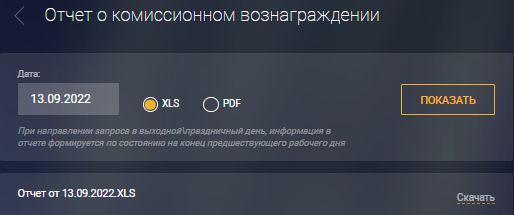 Отчет о комиссионном вознаграждении
Дата:
13.09.2022
XLS
PDF
ПОКАЗАТЬ
При направлении запроса в выходной\праздничный день, информация в
отчете формируется по состоянию на конец предшествующего рабочего дня
Отчет от 13.09.2022.XLS
Скачать